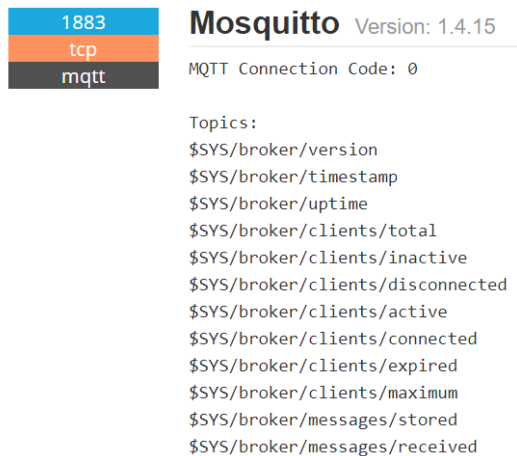 1883
tcp
mqtt
Mosquitto Version: 1.4.15
MQTT Connection Code: 0
Topics:
$SYS/broker/version
$SYS/broker/timestamp
$SYS/broker/uptime
$SYS/broker/clients/total
$SYS/broker/clients/inactive
$SYS/broker/clients/disconnected
$SYS/broker/clients/active
$SYS/broker/clients/connected
$SYS/broker/clients/expired
$SYS/broker/clients/maximum
$SYS/broker/messages/stored
$SYS/broker/messages/received